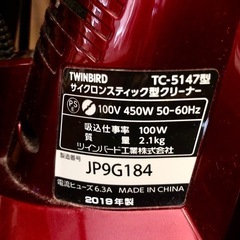 TWINBIRD TC-5147型
サイクロンスティック型クリーナー
PS E 100V 450W 50-60Hz
吸込仕事率 100W
質量 2.1kg
ツインバード工業株式会社
製造番号 JP9G184
電流ヒューズ 6.3A MADE IN CHINA
2019年製